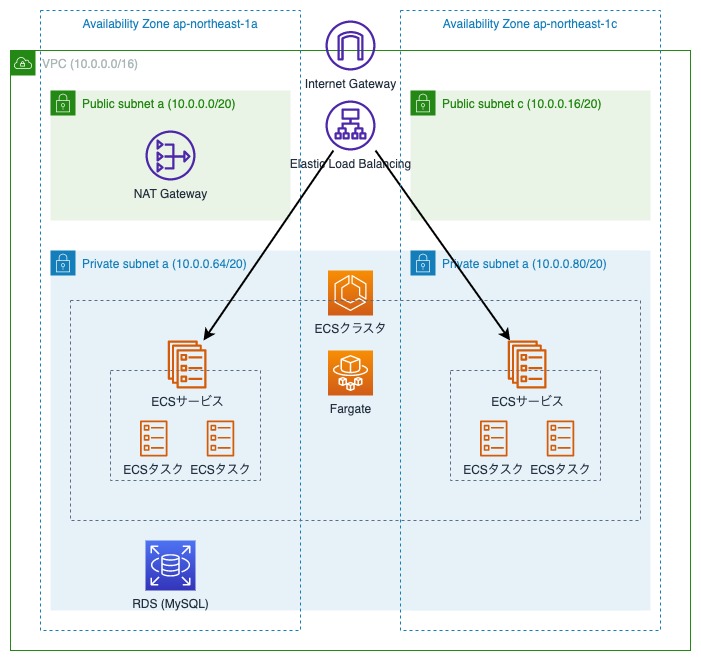 Availability Zone ap-northeast-1a
Availability Zone ap-northeast-1c
VPC (10.0.0.0/16)
Internet Gateway
Public subnet a (10.0.0.0/20)
Public subnet c (10.0.0.16/20)
Elastic Load Balancing
NAT Gateway
Private subnet a (10.0.0.64/20)
Private subnet a (10.0.0.80/20)
ECSクラスタ
ECSサービス
Fargate
ECSサービス
ECSタスク ECSタスク
ECSタスク ECSタスク
RDS (MySQL)